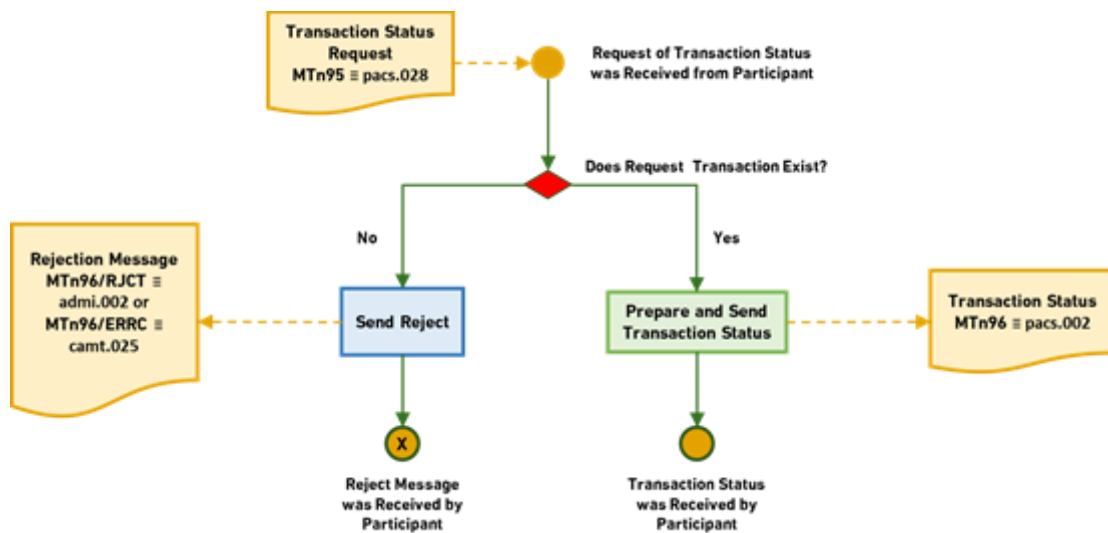 Transaction Status
Request
MTn95 ≡ pacs.028
Request of Transaction Status
was Received from Participant
Does Request Transaction Exist?
No
Yes
Rejection Message
MTn96/RJCT ≡
admi.002 or
MTn96/ERRC ≡
camt.025
Send Reject
Prepare and Send
Transaction Status
Transaction Status
MTn96 ≡ pacs.002
X
Reject Message
was Received by
Participant
Transaction Status
was Received by
Participant